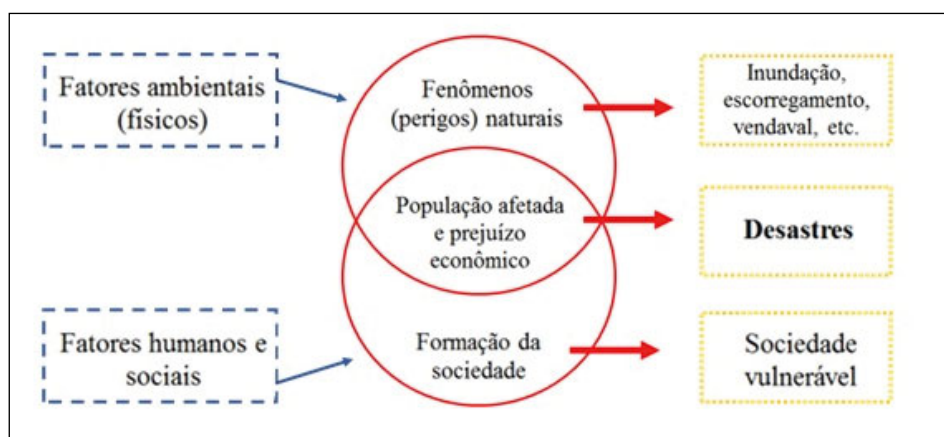 Fatores ambientais
(físicos)
Fenômenos
(perigos) naturais
Inundação,
escorregamento,
vendaval, etc.
População afetada
e prejuízo
econômico
Desastres
Fatores humanos e
sociais
Formação da
sociedade
Sociedade
vulnerável